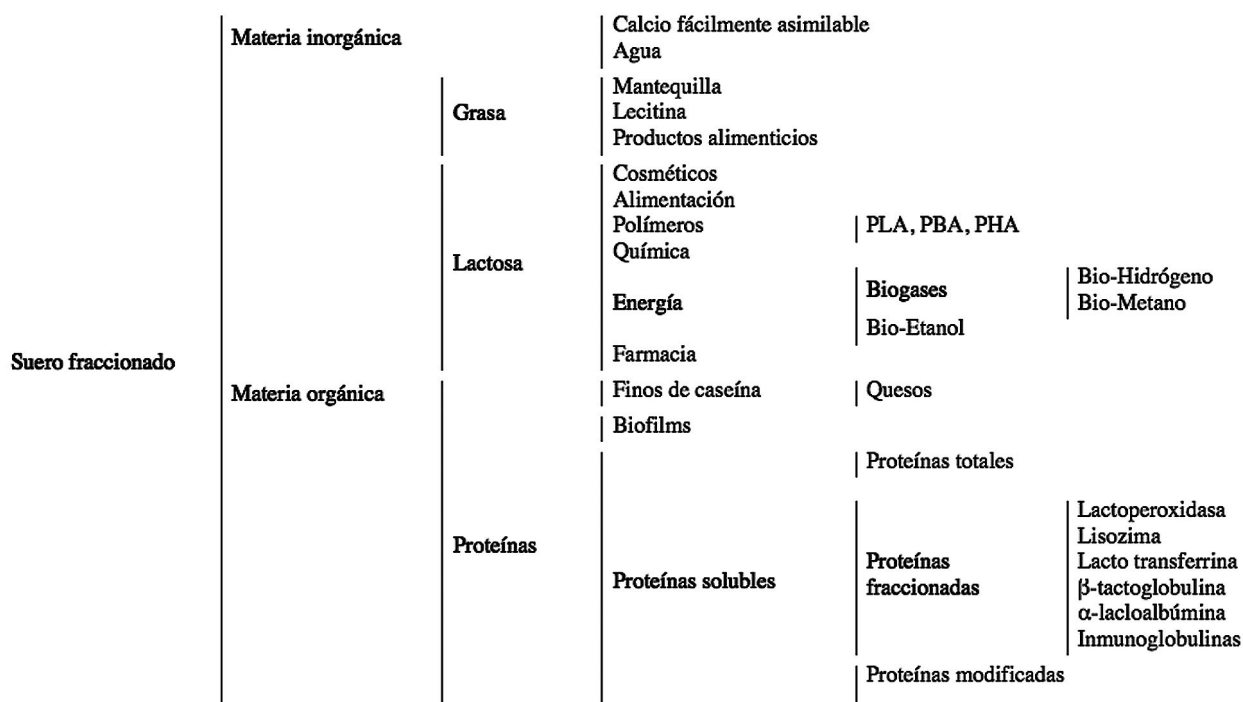 Materia inorgánica
Calcio fácilmente asimilable
Agua
Grasa
Mantequilla
Lecitina
Productos alimenticios
Cosméticos
Alimentación
Polímeros
PLA, PBA, PHA
Química
Lactosa
Energía
Biogases
Bio-Hidrógeno
Bio-Metano
Bio-Etanol
Farmacia
Suero fraccionado
Materia orgánica
Finos de caseína
Quesos
Biofilms
Proteínas totales
Proteínas
Proteínas solubles
Proteínas
fraccionadas
Lactoperoxidasa
Lisozima
Lacto transferrina
β-tactoglobulina
α-lacloalbúmina
Inmunoglobulinas
Proteínas modificadas